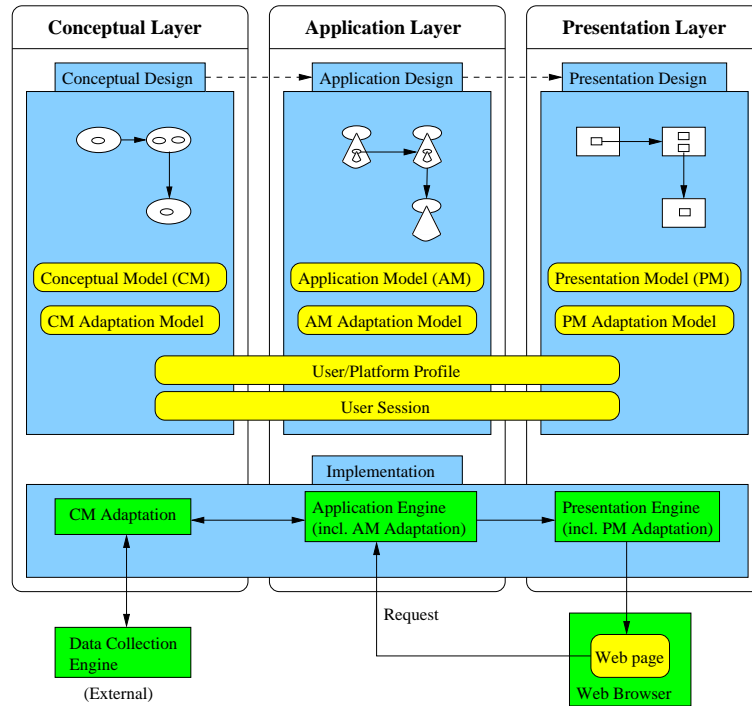 Conceptual Layer
Application Layer
Presentation Layer
Conceptual Design
Application Design
Presentation Design
Conceptual Model (CM)
Application Model (AM)
Presentation Model (PM)
CM Adaptation Model
AM Adaptation Model
PM Adaptation Model
User/Platform Profile
User Session
Implementation
CM Adaptation
Application Engine
(incl. AM Adaptation)
Presentation Engine
(incl. PM Adaptation)
Request
Data Collection
Engine
(External)
Web page
Web Browser